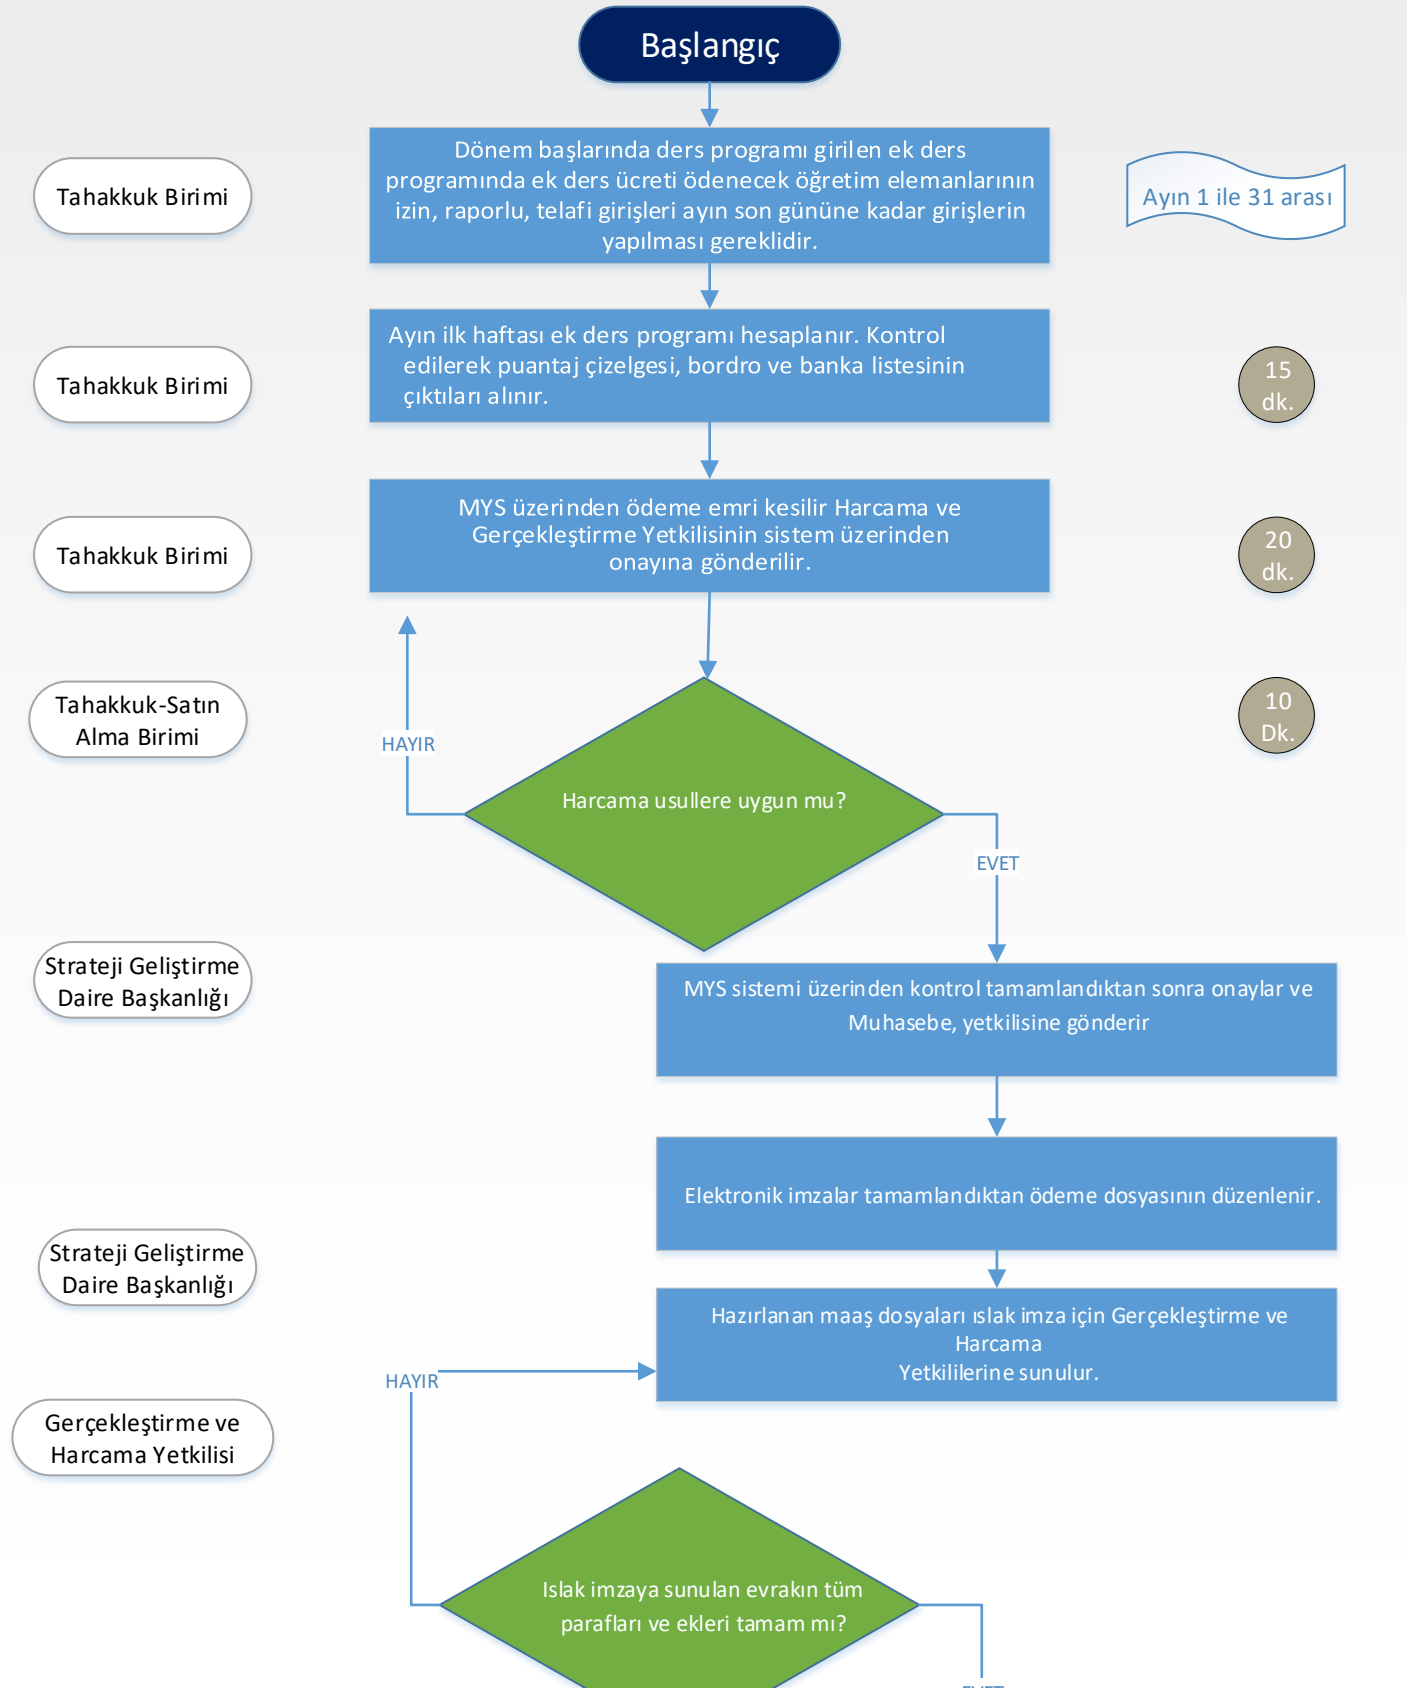 Başlangıç
Tahakkuk Birimi
Dönem başlarında ders programı girilen ek ders
programında ek ders ücreti ödenecek öğretim elemanlarının
izin, raporlu, telafi girişleri ayın son gününe kadar girişlerin
yapılması gereklidir.
Ayın 1 ile 31 arası
Tahakkuk Birimi
Ayın ilk haftası ek ders programı hesaplanır. Kontrol
edilerek puantaj çizelgesi, bordro ve banka listesinin
çıktıları alınır.
15
dk.
Tahakkuk Birimi
MYS üzerinden ödeme emri kesilir Harcama ve
Gerçekleştirme Yetkilisinin sistem üzerinden
onayına gönderilir.
20
dk.
Tahakkuk-Satın
Alma Birimi
10
Dk.
HAYIR
Harcama usullere uygun mu?
EVET
Strateji Geliştirme
Daire Başkanlığı
MYS sistemi üzerinden kontrol tamamlandıktan sonra onaylar ve
Muhasebe, yetkilisine gönderir
Elektronik imzalar tamamlandıktan ödeme dosyasının düzenlenir.
Strateji Geliştirme
Daire Başkanlığı
Hazırlanan maaş dosyaları ıslak imza için Gerçekleştirme ve
Harcama
Yetkililerine sunulur.
HAYIR
Gerçekleştirme ve
Harcama Yetkilisi
Islak imzaya sunulan evrakın tüm
parafları ve ekleri tamam mı?
EVET